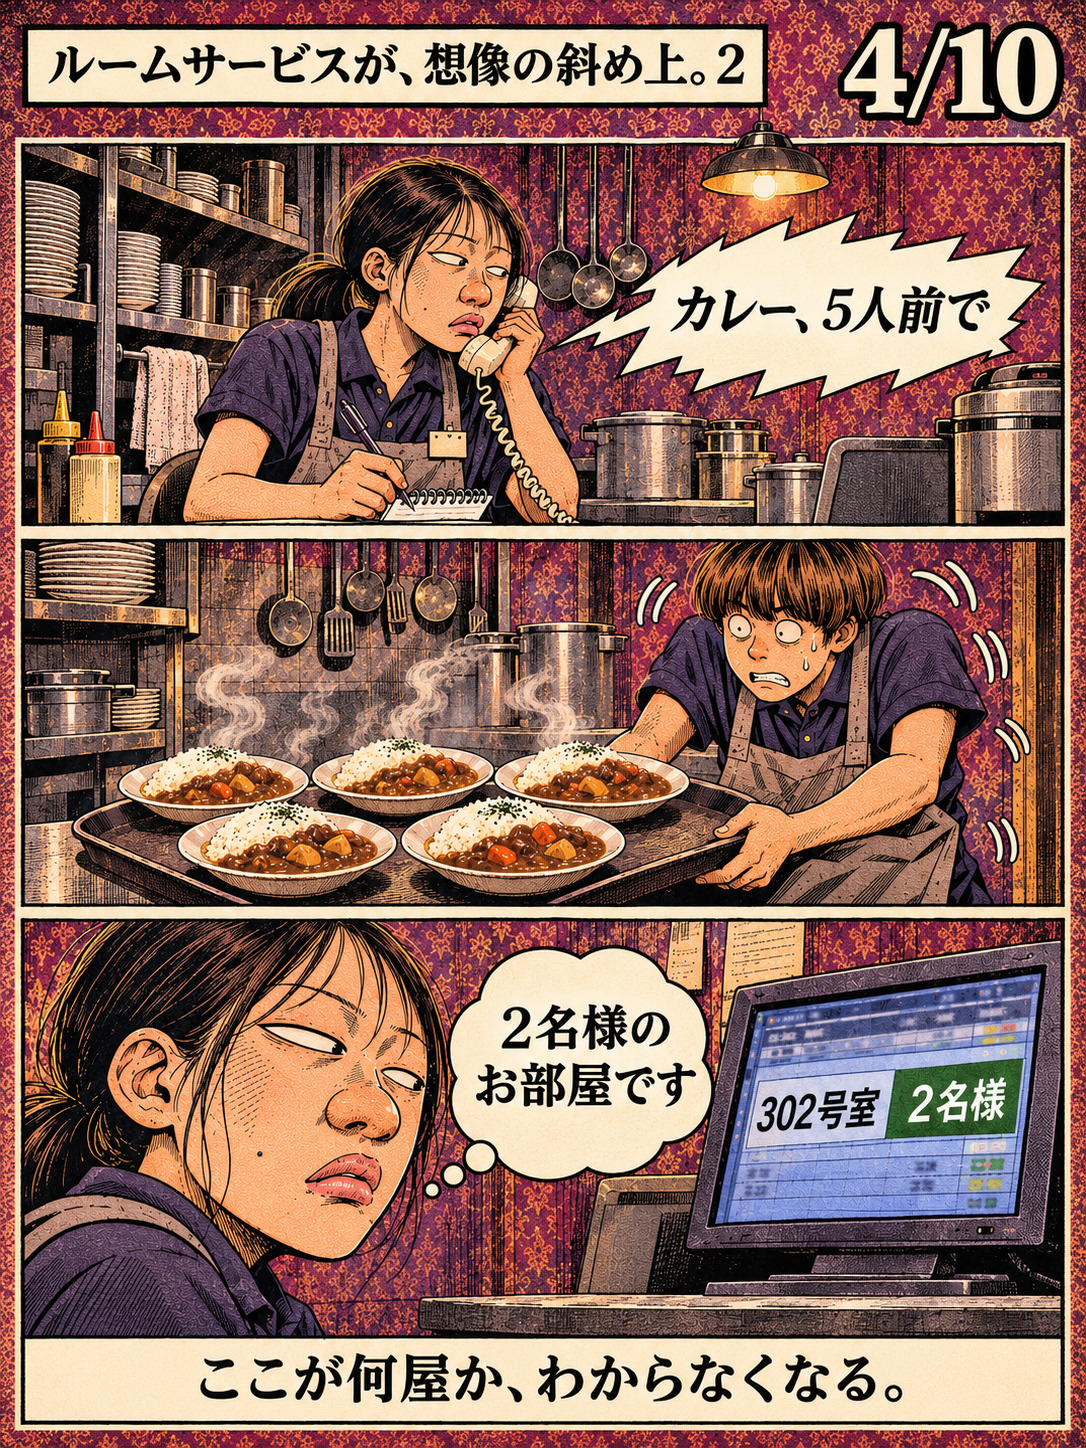 ルームサービスが、想像の斜め上。2
4/10
カレー、5人前で
2名様の
お部屋です
302号室 2名様
ここが何屋か、わからなくなる。